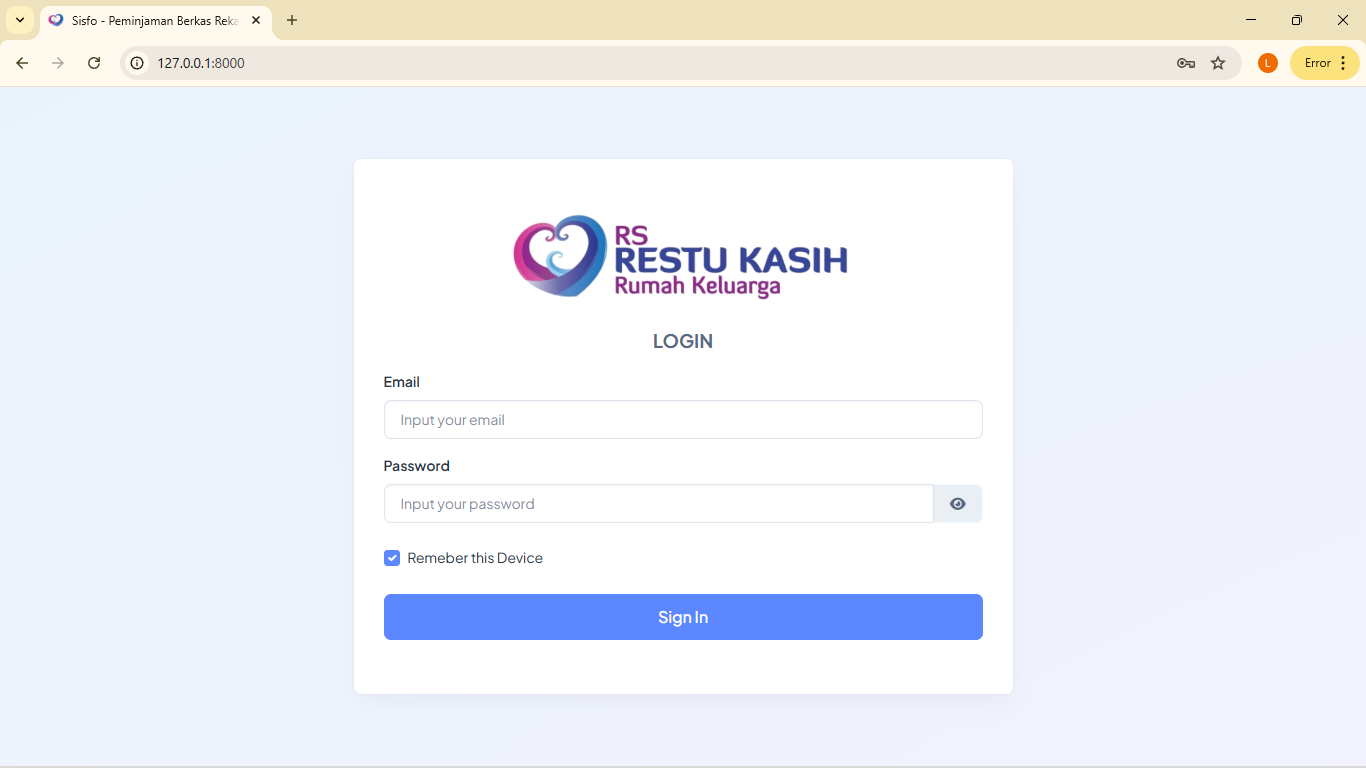 Sisfo - Peminjaman Berkas Reka
127.0.0.1:8000
L
Error
RS
RESTU KASIH
Rumah Keluarga
LOGIN
Email
Input your email
Password
Input your password
Remeber this Device
Sign In